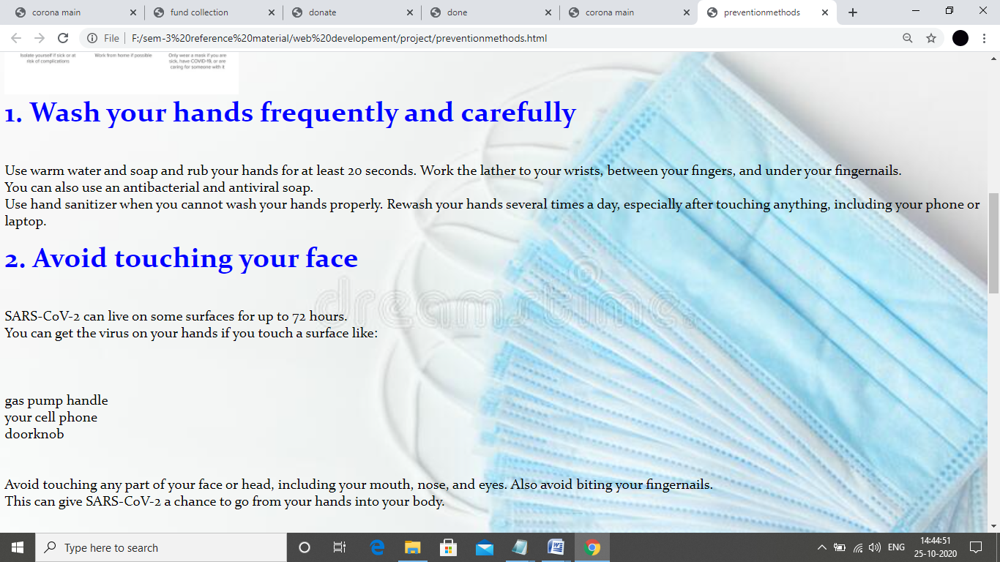 corona main
fund collection
donate
done
corona main
preventionmethods
File
F:/sem-3%20reference%20material/web%20developement/project/preventionmethods.html
Isolate yourself if sick or at
risk of complications
Work from home if possible
Only wear a mask if you are
sick, have COVID-19, or are
caring for someone with it
1. Wash your hands frequently and carefully
Use warm water and soap and rub your hands for at least 20 seconds. Work the lather to your wrists, between your fingers, and under your fingernails.
You can also use an antibacterial and antiviral soap.
Use hand sanitizer when you cannot wash your hands properly. Rewash your hands several times a day, especially after touching anything, including your phone or
laptop.
2. Avoid touching your face
dreamstime
SARS-CoV-2 can live on some surfaces for up to 72 hours.
You can get the virus on your hands if you touch a surface like:
gas pump handle
your cell phone
doorknob
Avoid touching any part of your face or head, including your mouth, nose, and eyes. Also avoid biting your fingernails.
This can give SARS-CoV-2 a chance to go from your hands into your body.
Type here to search
ENG
14:44:51
25-10-2020